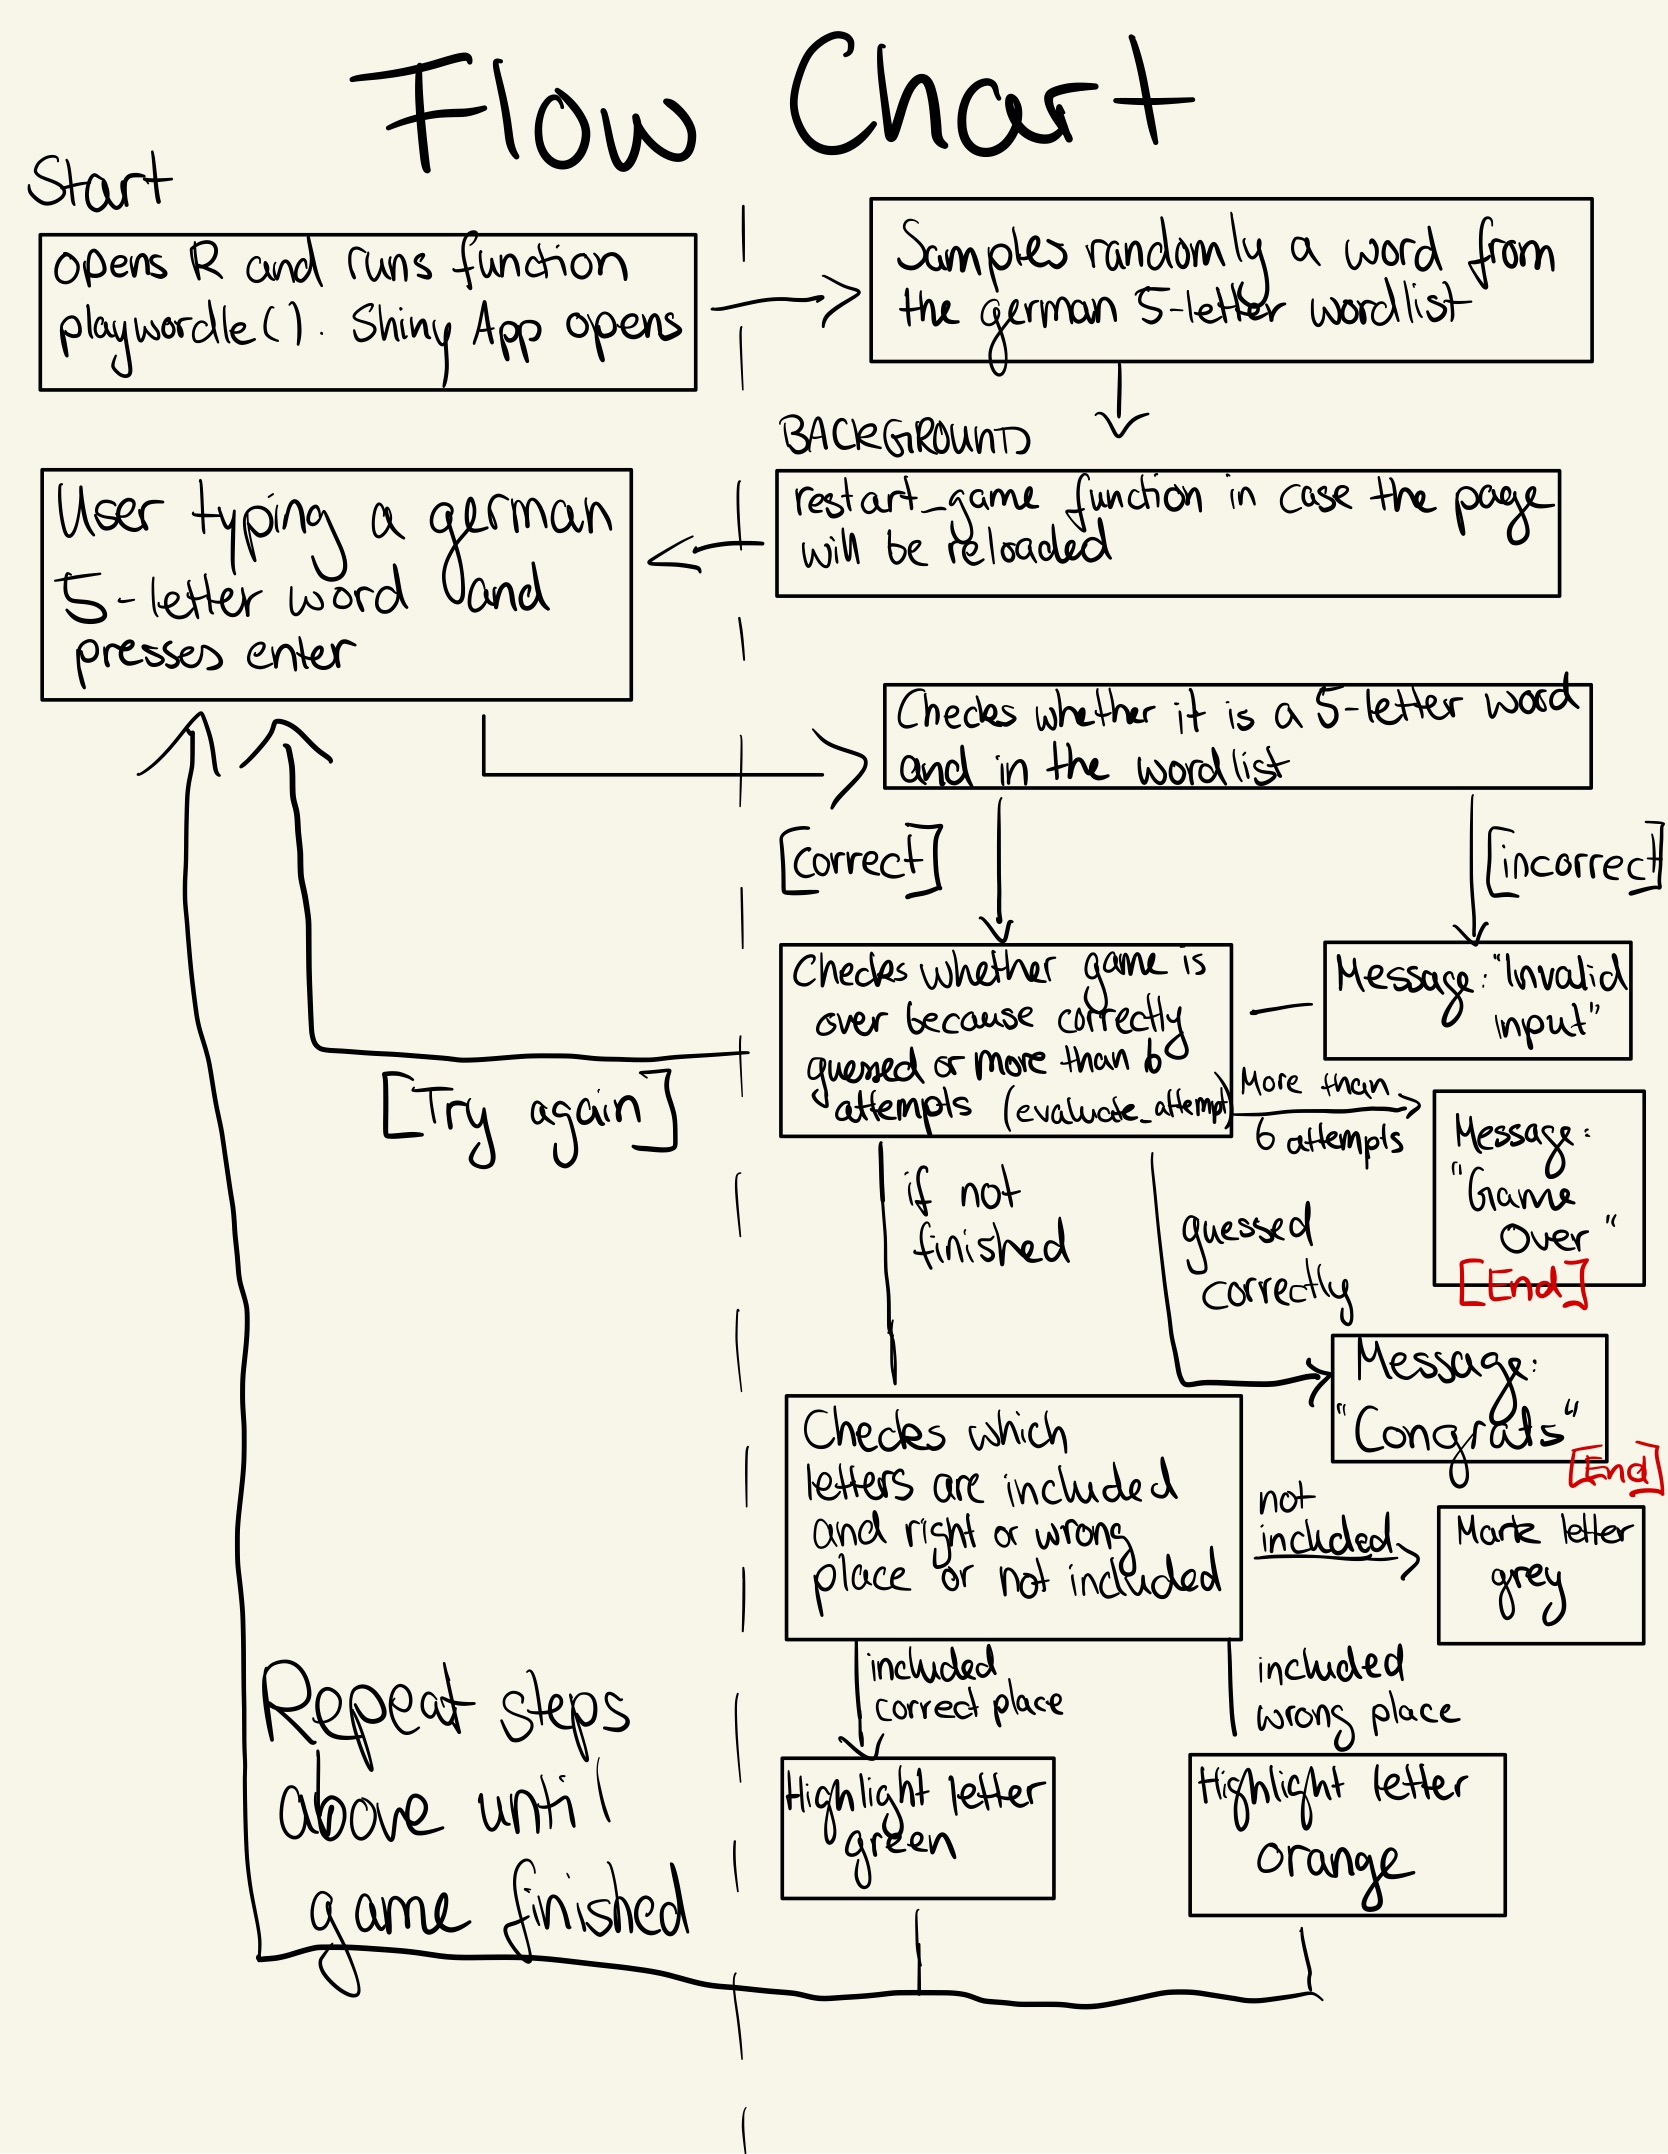 Flow Chart
Start
opens R and runs function
playwordle(). Shiny App opens
Samples randomly a word from
the german 5-letter wordlist
BACKGROUND
restart_game function in case the page
will be reloaded
User typing a german
5-letter word and
presses enter
Checks whether it is a 5-letter word
and in the wordlist
[correct]
[incorrect]
Checks whether game is
over because correctly
guessed or more than 6
attempts (evaluate_attempt)
Message: "Invalid
input"
[Try again]
More than
6 attempts
Message:
"Game
Over"
[End]
if not
finished
guessed
correctly
Message:
"Congrats"
[End]
Checks which
letters are included
and right or wrong
place or not included
not
included
Mark letter
grey
included
correct place
included
wrong place
Highlight letter
green
Highlight letter
orange
Repeat steps
above until
game finished